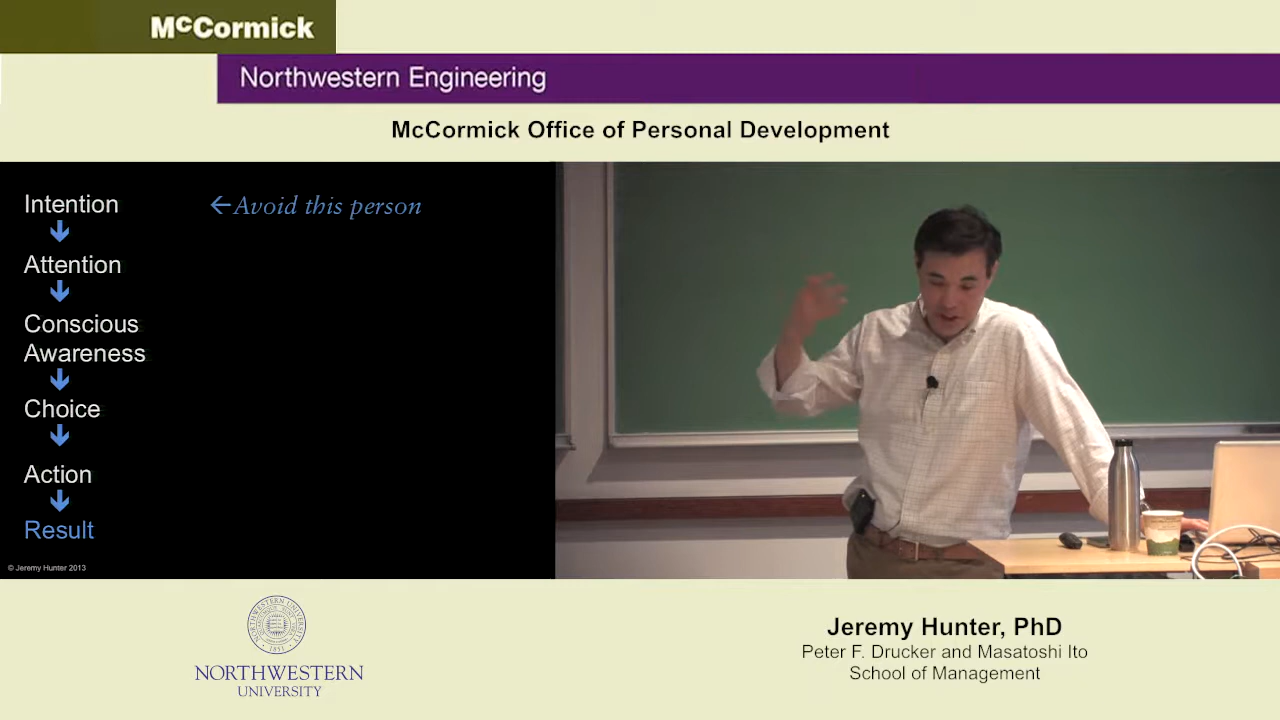 McCormick
Northwestern Engineering
McCormick Office of Personal Development
Intention
←Avoid this person
Attention
Conscious
Awareness
Choice
Action
Result
© Jeremy Hunter 2013
NORTHWESTERN
UNIVERSITY
Jeremy Hunter, PhD
Peter F. Drucker and Masatoshi Ito
School of Management